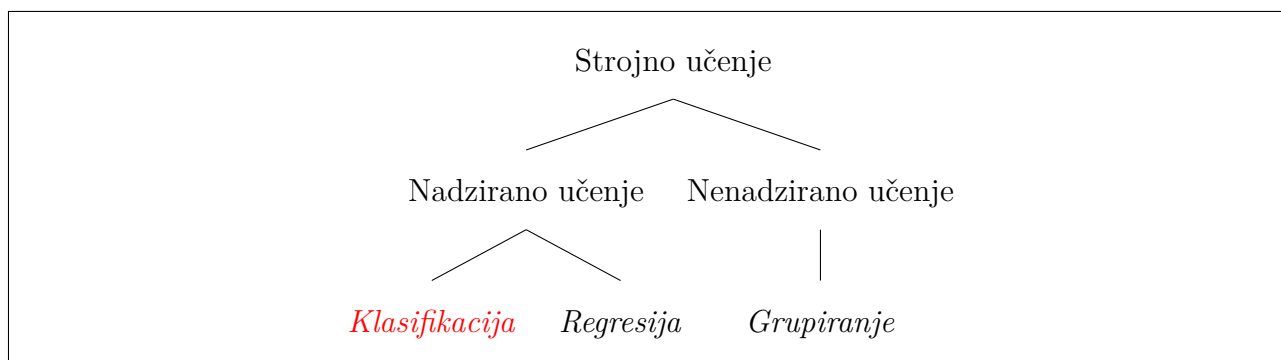 Strojno učenje
Nadzirano učenje Nenadzirano učenje
Klasifikacija Regresija Grupiranje